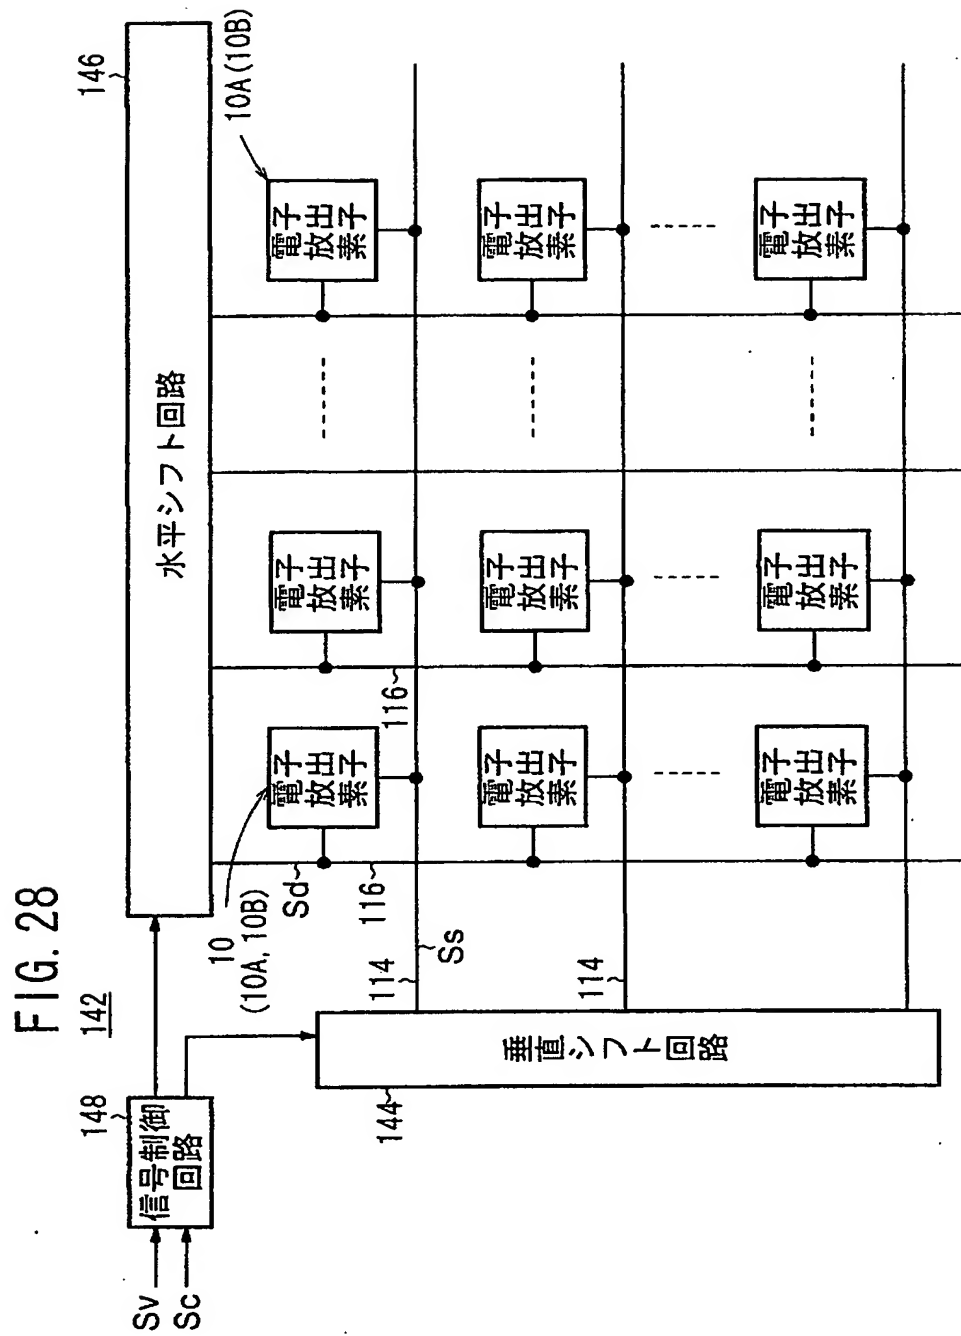 FIG. 28
142
148
信号制御
回路
Sv
Sc
146
水平シフト回路
144
垂直シフト回路
10
(10A, 10B)
10A(10B)
Sd
116
116
114
Ss
114
電子
放出
素子
電子
放出
素子
電子
放出
素子
電子
放出
素子
電子
放出
素子
電子
放出
素子
電子
放出
素子
電子
放出
素子
電子
放出
素子